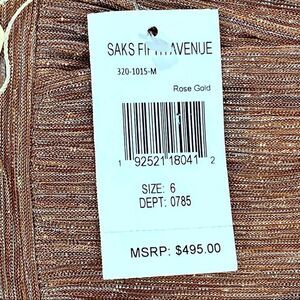 SAKS FIFTH AVENUE
320-1015-M
Rose Gold
1 92521 18041 2
SIZE: 6
DEPT: 0785
MSRP: $495.00